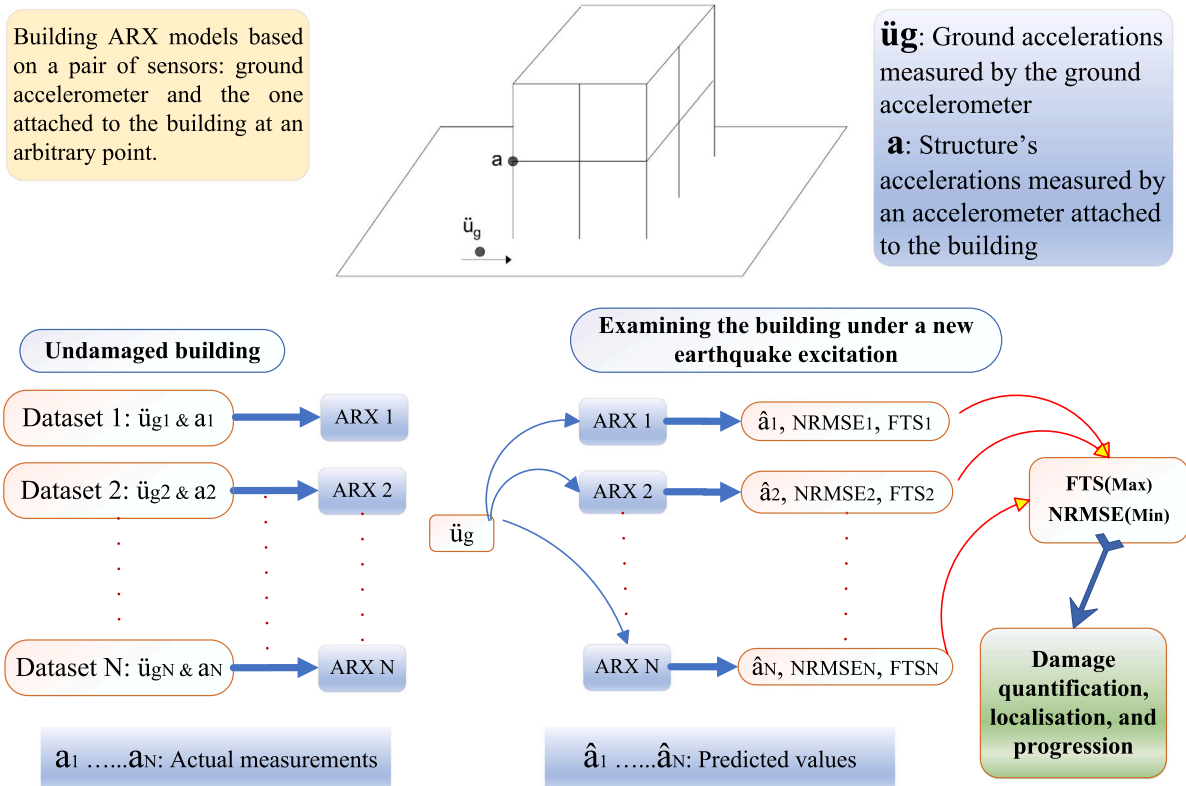 Building ARX models based
on a pair of sensors: ground
accelerometer and the one
attached to the building at an
arbitrary point.
a
üg
üg: Ground accelerations
measured by the ground
accelerometer
a: Structure's
accelerations measured by
an accelerometer attached
to the building
Undamaged building
Dataset 1: üg1 & a1
ARX 1
Dataset 2: üg2 & a2
ARX 2
Dataset N: ügN & aN
ARX N
a1 …...aN: Actual measurements
Examining the building under a new
earthquake excitation
üg
ARX 1
â1, NRMSE1, FTS1
ARX 2
â2, NRMSE2, FTS2
ARX N
âN, NRMSEN, FTSN
FTS(Max)
NRMSE(Min)
Damage
quantification,
localisation, and
progression
â1 …...âN: Predicted values